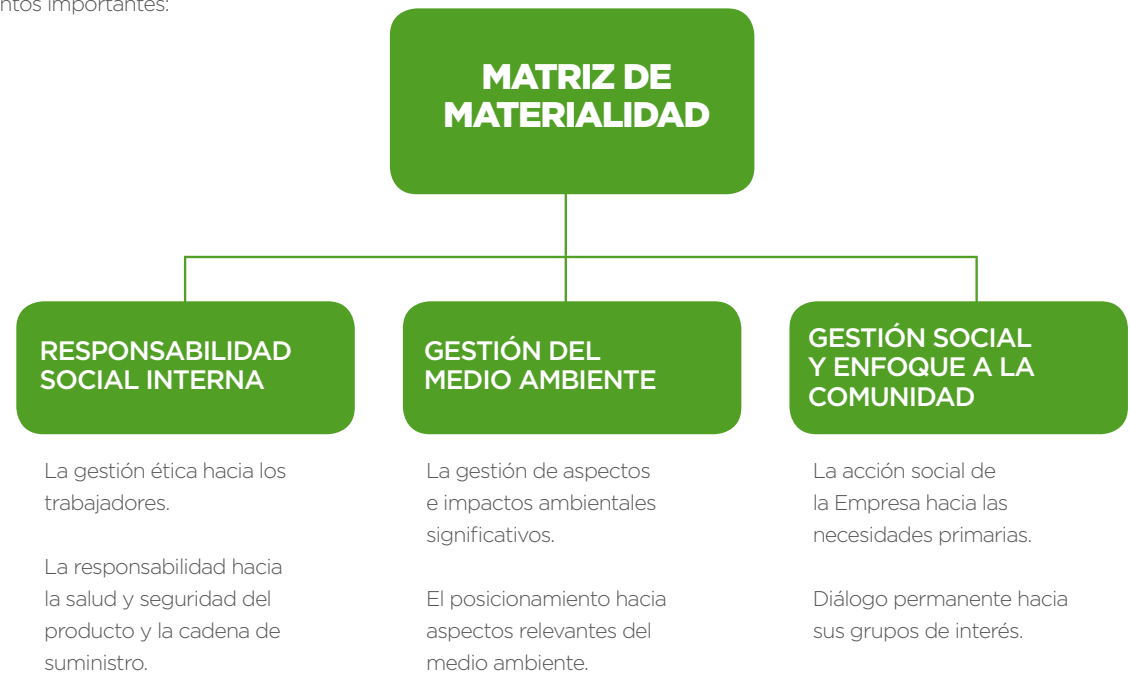 importantes:
MATRIZ DE
MATERIALIDAD
RESPONSABILIDAD
SOCIAL INTERNA
La gestión ética hacia los
trabajadores.
La responsabilidad hacia
la salud y seguridad del
producto y la cadena de
suministro.
GESTIÓN DEL
MEDIO AMBIENTE
La gestión de aspectos
e impactos ambientales
significativos.
El posicionamiento hacia
aspectos relevantes del
medio ambiente.
GESTIÓN SOCIAL
Y ENFOQUE A LA
COMUNIDAD
La acción social de
la Empresa hacia las
necesidades primarias.
Diálogo permanente hacia
sus grupos de interés.